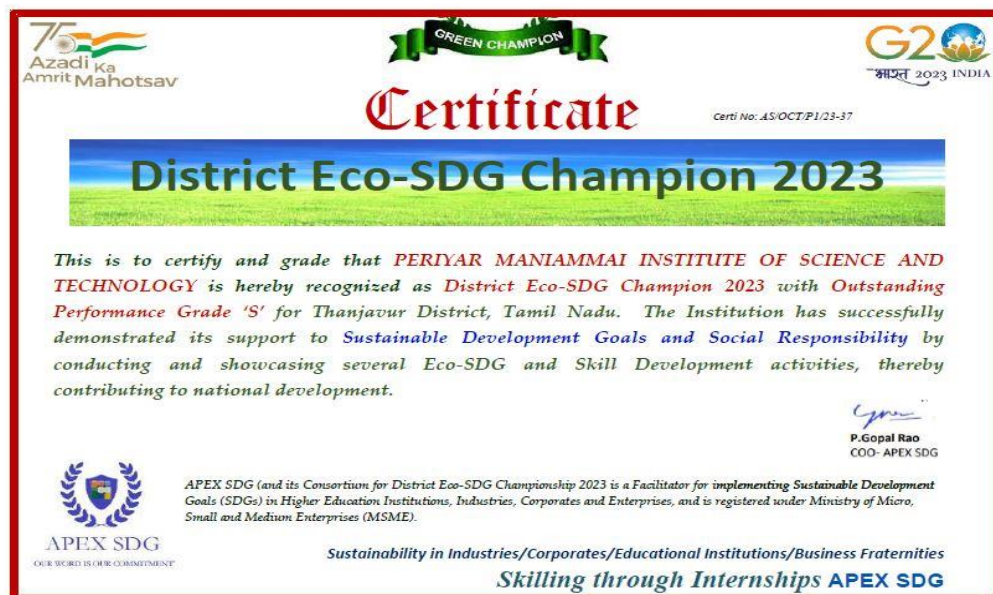 75
Azadi Ka
Amrit Mahotsav
GREEN CHAMPION
G20
भारत 2023 INDIA
Certificate
Certi No: AS/OCT/P1/23-37
District Eco-SDG Champion 2023
This is to certify and grade that PERIYAR MANIAMMAI INSTITUTE OF SCIENCE AND
TECHNOLOGY is hereby recognized as District Eco-SDG Champion 2023 with Outstanding
Performance Grade ‘S’ for Thanjavur District, Tamil Nadu. The Institution has successfully
demonstrated its support to Sustainable Development Goals and Social Responsibility by
conducting and showcasing several Eco-SDG and Skill Development activities, thereby
contributing to national development.
P.Gopal Rao
COO- APEX SDG
APEX SDG (and its Consortium for District Eco-SDG Championship 2023 is a Facilitator for implementing Sustainable Development
Goals (SDGs) in Higher Education Institutions, Industries, Corporates and Enterprises, and is registered under Ministry of Micro,
Small and Medium Enterprises (MSME).
APEX SDG
OUR WORD IS OUR COMMITMENT
Sustainability in Industries/Corporates/Educational Institutions/Business Fraternities
Skilling through Internships APEX SDG